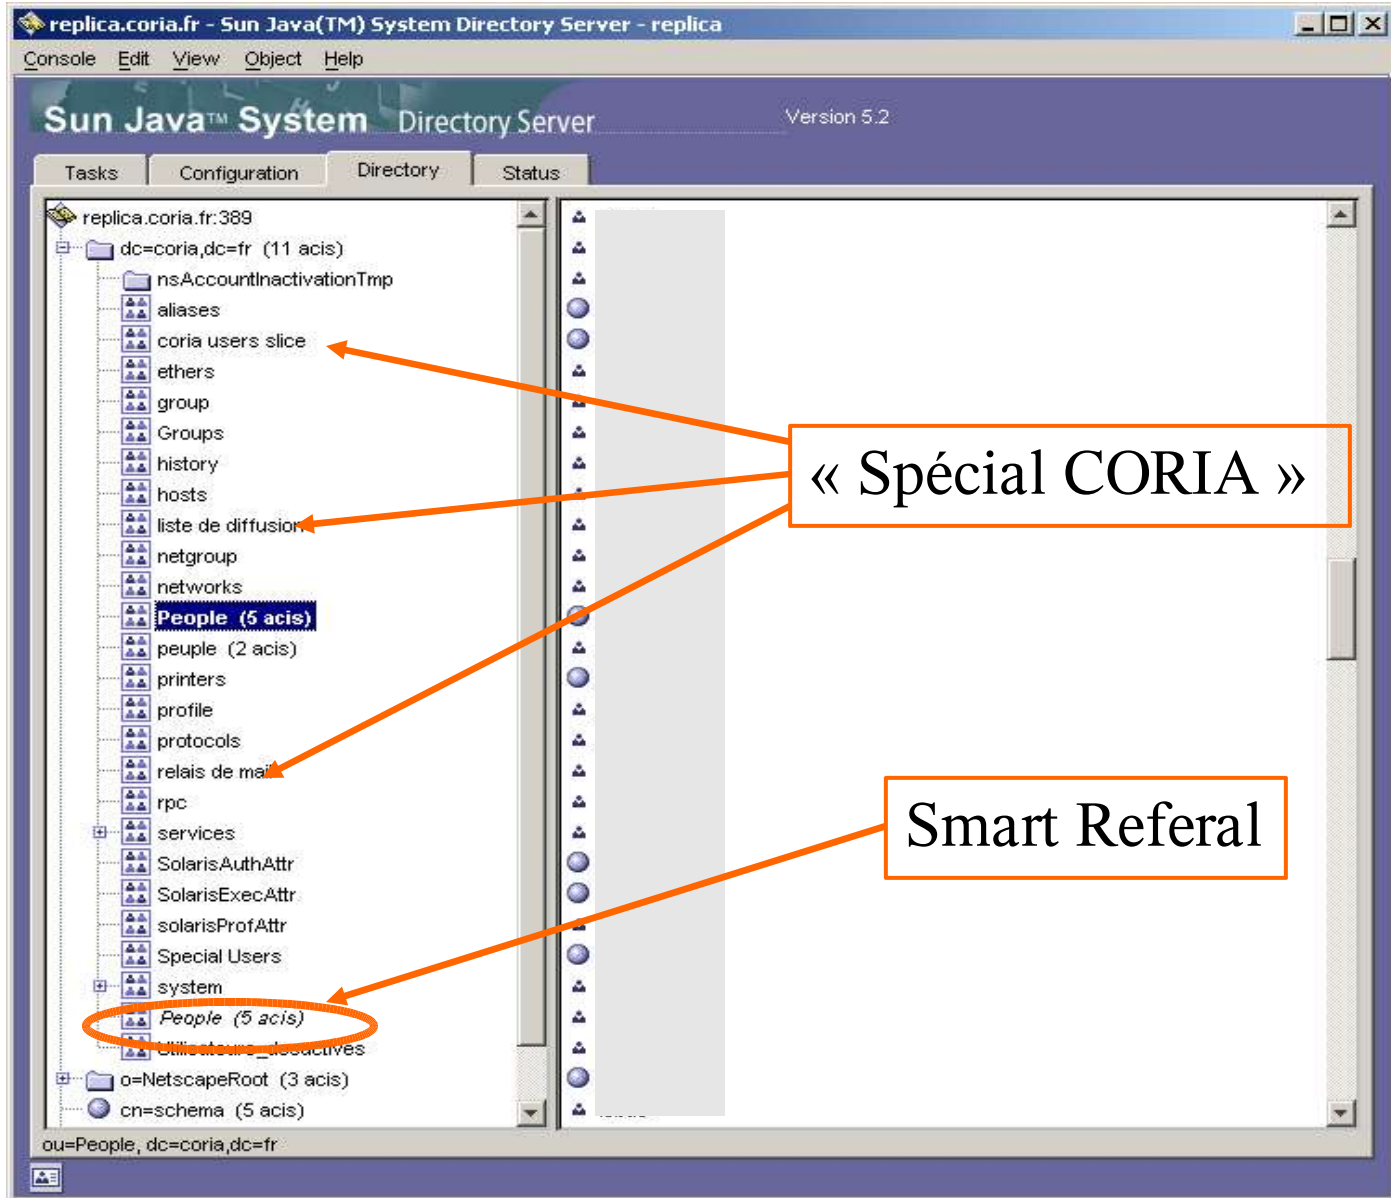 replica.coria.fr - Sun Java(TM) System Directory Server - replica
Console Edit View Object Help
Sun Java™ System Directory Server
Version 5.2
Tasks Configuration Directory Status
replica.coria.fr:389
dc=coria,dc=fr (11 acis)
nsAccountInactivationTmp
aliases
coria users slice
ethers
group
Groups
history
hosts
liste de diffusion
netgroup
networks
People (5 acis)
peuple (2 acis)
printers
profile
protocols
relais de mail
rpc
services
SolarisAuthAttr
SolarisExecAttr
solarisProfAttr
Special Users
system
People (5 acis)
Utilisateurs_desactives
o=NetscapeRoot (3 acis)
cn=schema (5 acis)
« Spécial CORIA »
Smart Referal
ou=People, dc=coria,dc=fr